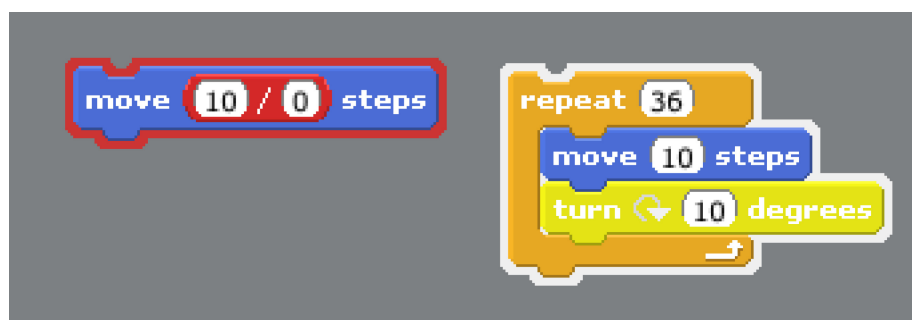 move 10 / 0 steps
repeat 36
move 10 steps
turn 10 degrees